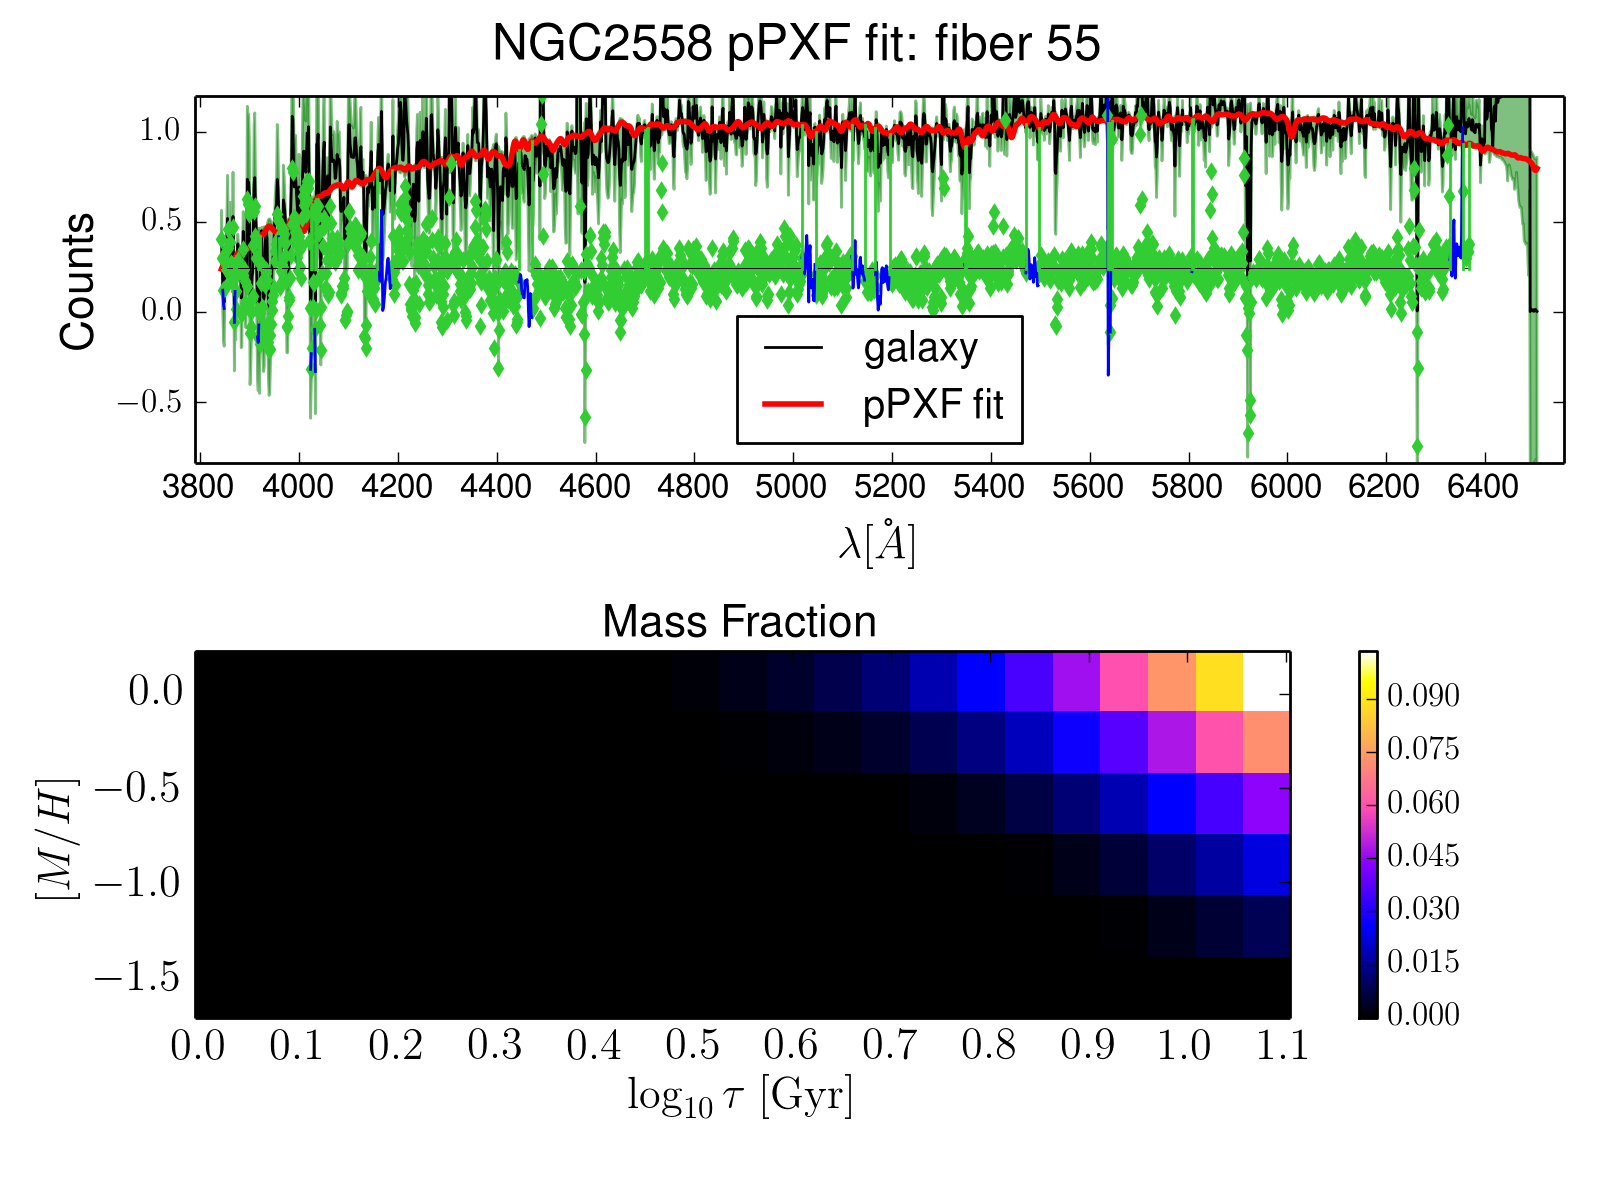 NGC2558 pPXF fit: fiber 55
Counts
1.0
0.5
0.0
−0.5
galaxy
pPXF fit
3800 4000 4200 4400 4600 4800 5000 5200 5400 5600 5800 6000 6200 6400
λ[Å]
Mass Fraction
[M/H]
0.0
−0.5
−1.0
−1.5
0.0 0.1 0.2 0.3 0.4 0.5 0.6 0.7 0.8 0.9 1.0 1.1
log₁₀ τ [Gyr]
0.090
0.075
0.060
0.045
0.030
0.015
0.000